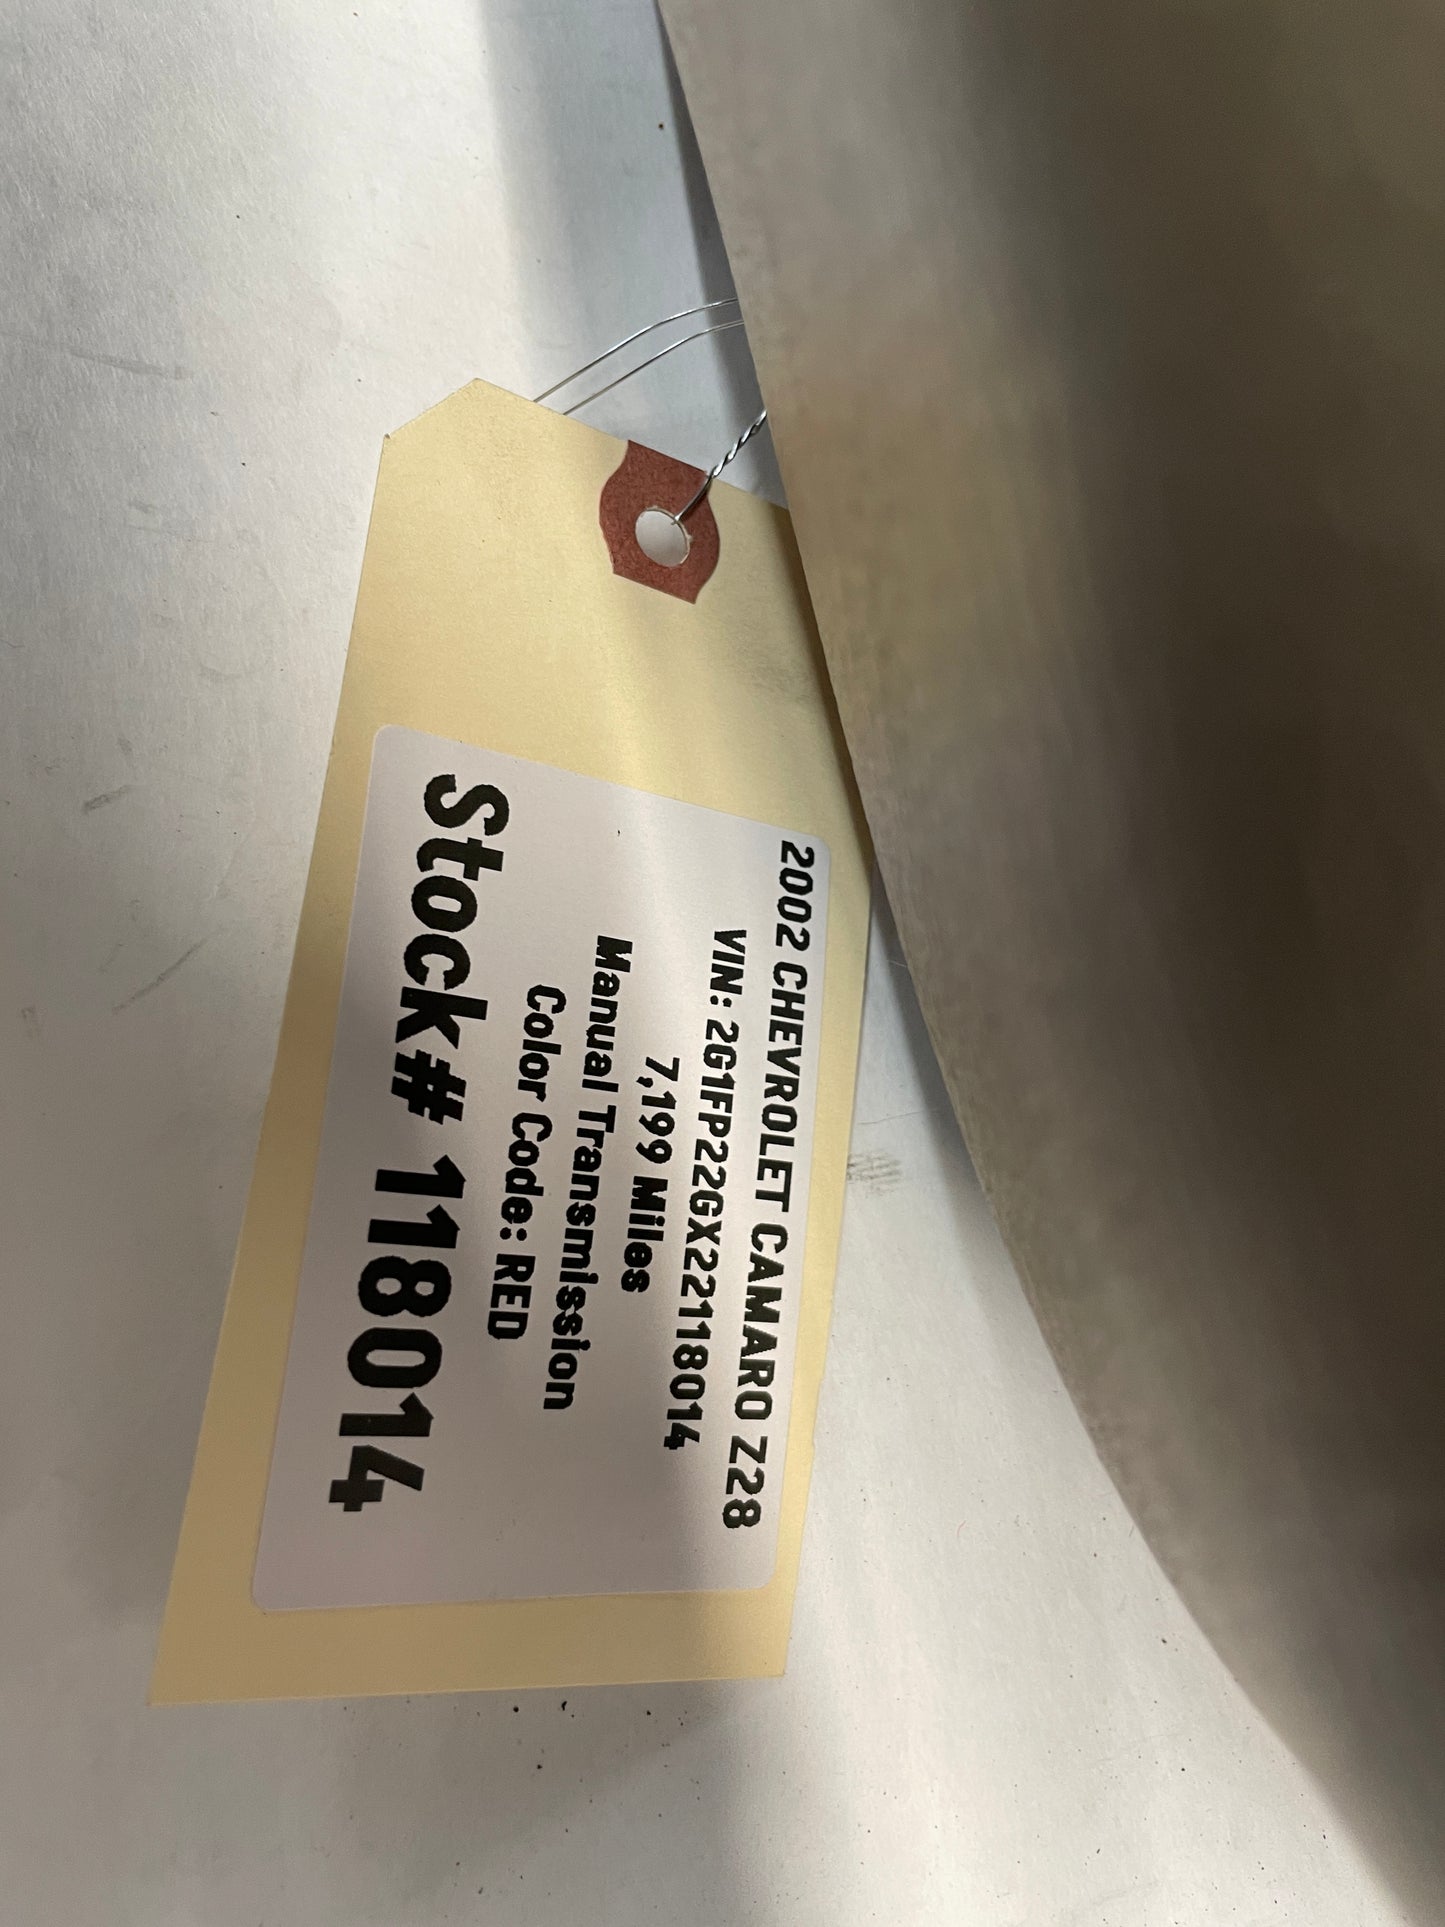 2002 CHEVROLET CAMARO Z28
VIN: 2G1FP22GX22118014
7,199 Miles
Manual Transmission
Color Code: RED
Stock# 118014